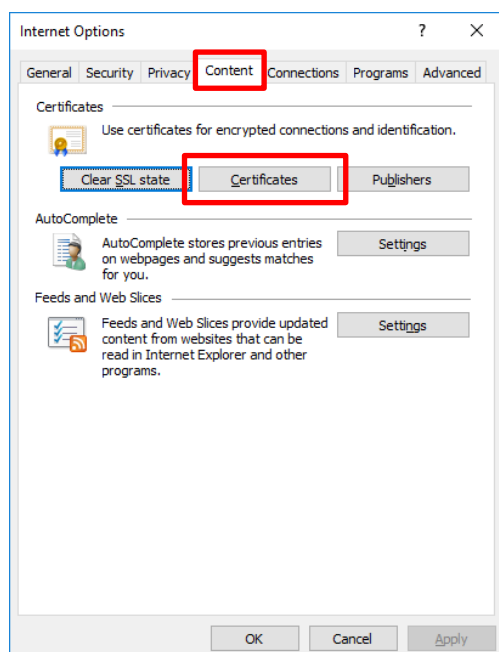 Internet Options ? ×
General Security Privacy Content Connections Programs Advanced
Certificates
Use certificates for encrypted connections and identification.
Clear SSL state Certificates Publishers
AutoComplete
AutoComplete stores previous entries
on webpages and suggests matches
for you.
Settings
Feeds and Web Slices
Feeds and Web Slices provide updated
content from websites that can be
read in Internet Explorer and other
programs.
Settings
OK Cancel Apply